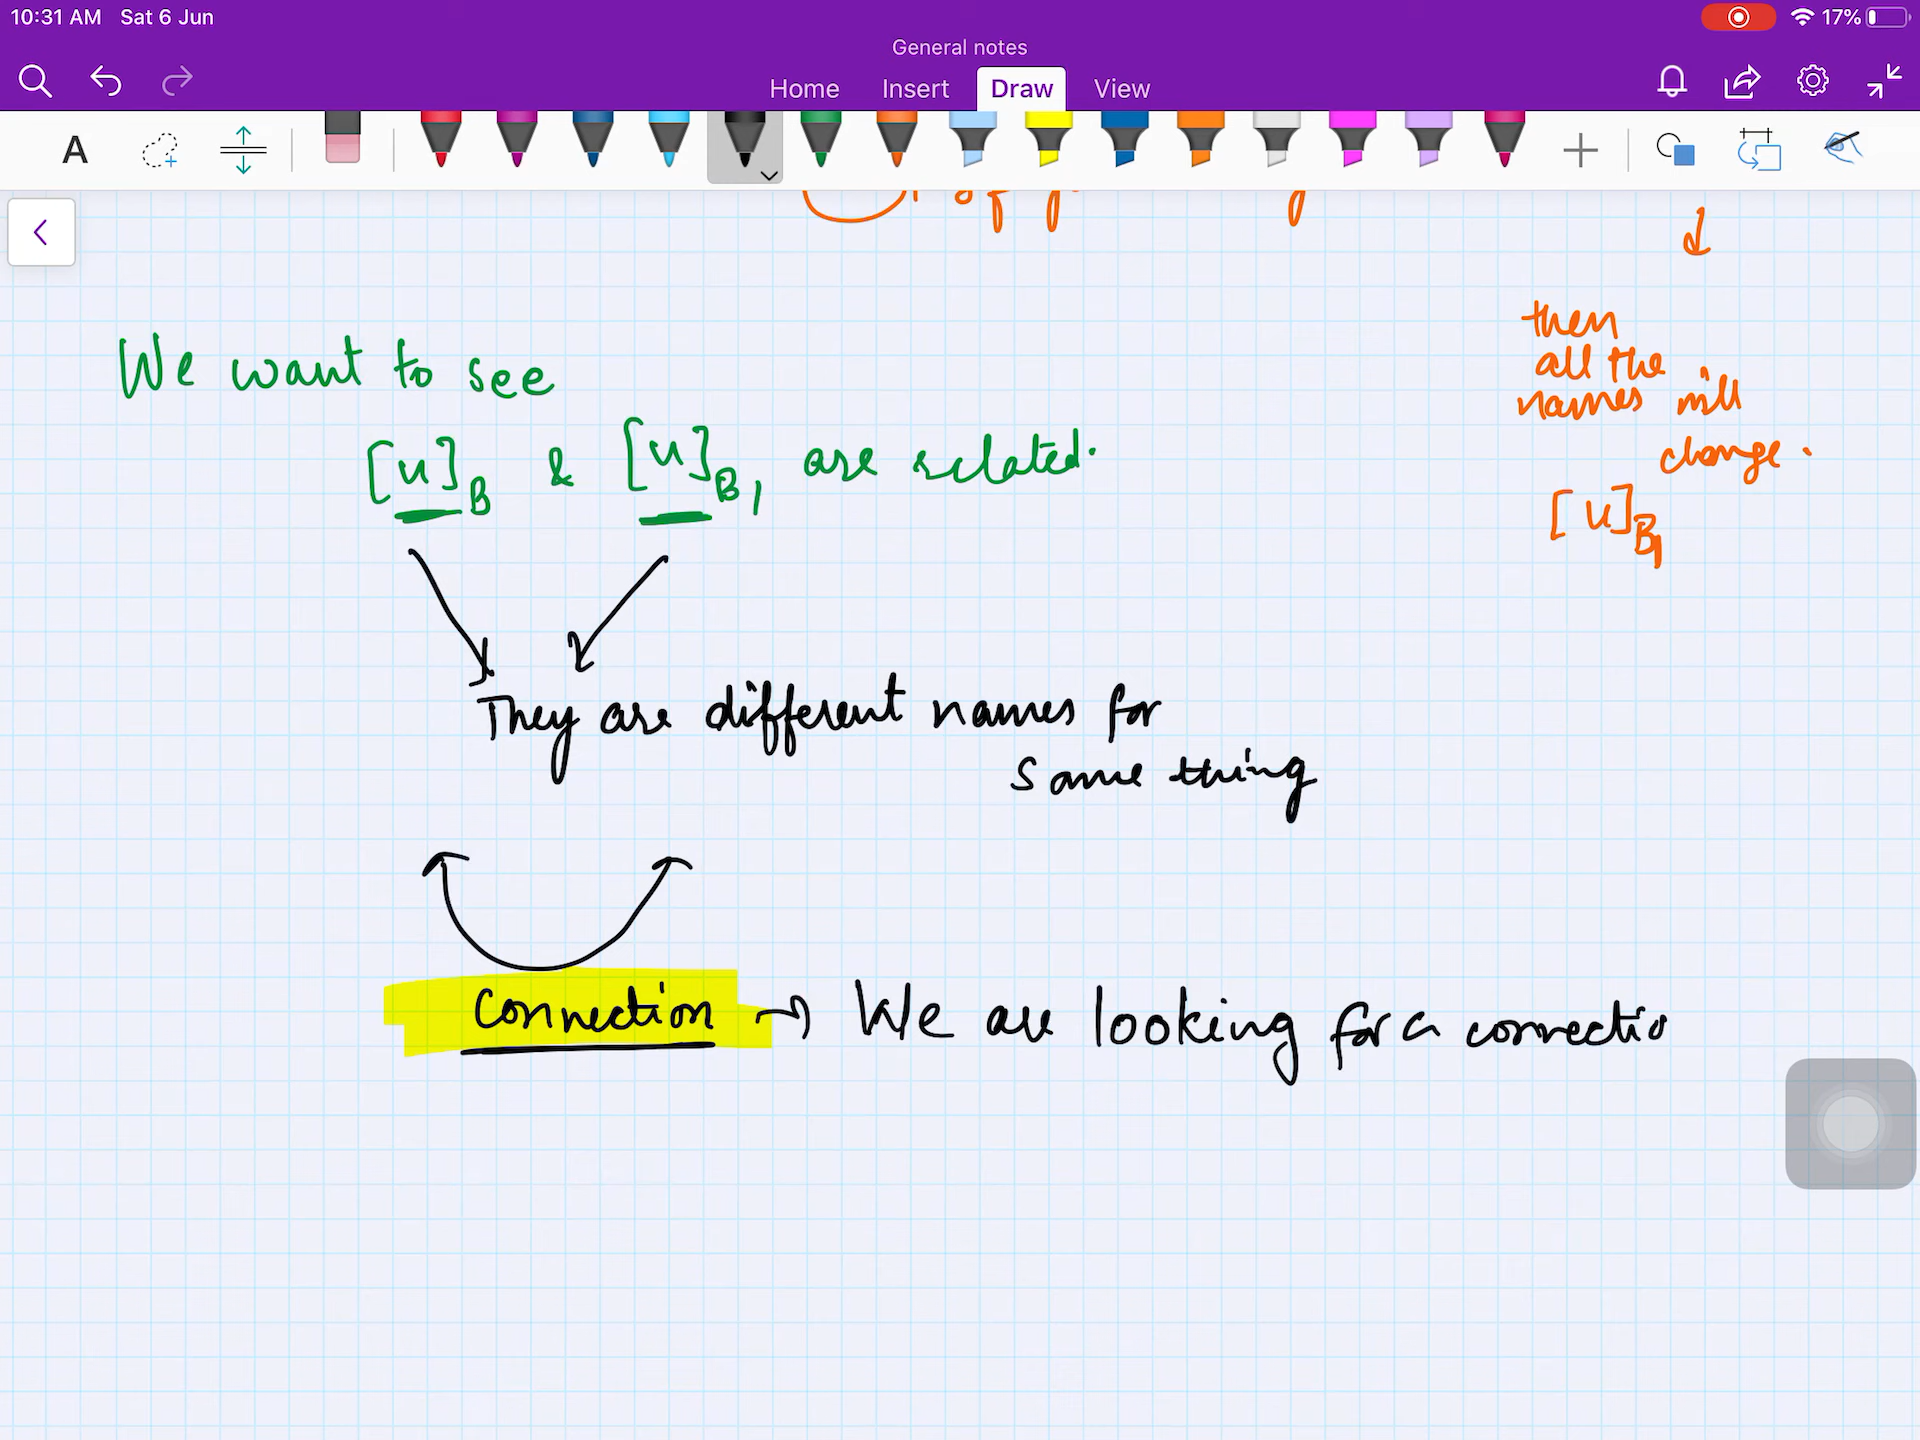 10:31 AM Sat 6 Jun
17%
General notes
Home Insert Draw View
A
then
all the
names will
change.
[u]B1
We want to see
[u]B & [u]B1 are related.
They are different names for
same thing
Connection → We are looking for a connectio